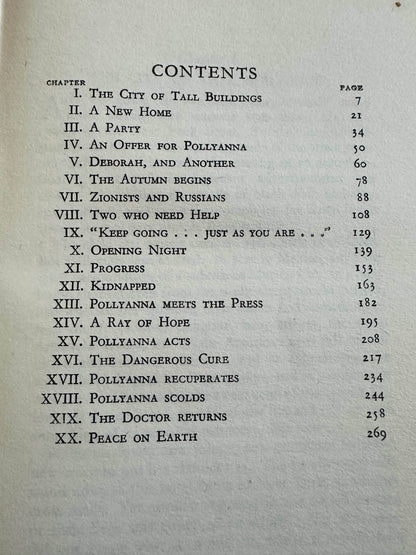 CONTENTS
CHAPTER PAGE
I. The City of Tall Buildings 7
II. A New Home 21
III. A Party 34
IV. An Offer for Pollyanna 50
V. Deborah, and Another 60
VI. The Autumn begins 78
VII. Zionists and Russians 88
VIII. Two who need Help 108
IX. "Keep going . . . just as you are . . ." 129
X. Opening Night 139
XI. Progress 153
XII. Kidnapped 163
XIII. Pollyanna meets the Press 182
XIV. A Ray of Hope 195
XV. Pollyanna acts 208
XVI. The Dangerous Cure 217
XVII. Pollyanna recuperates 234
XVIII. Pollyanna scolds 244
XIX. The Doctor returns 258
XX. Peace on Earth 269